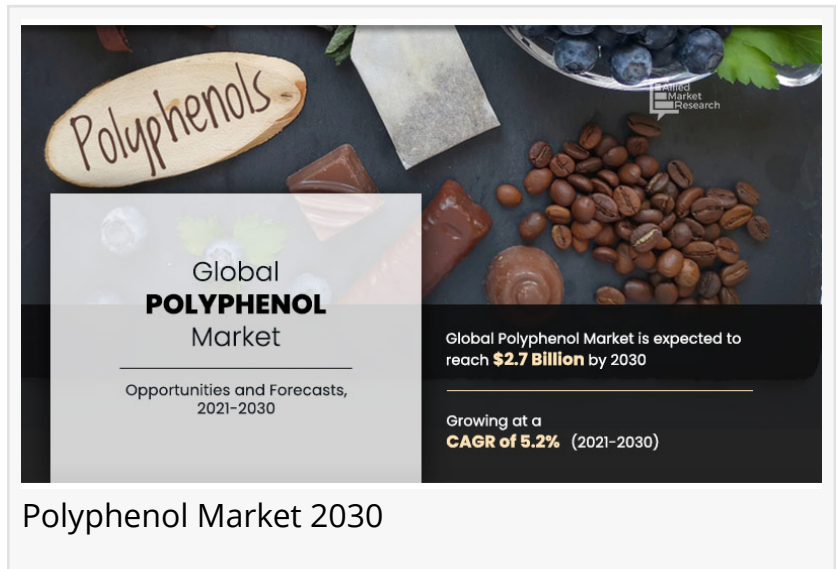 Polyphenols
Allied
Market
Research
Global
POLYPHENOL
Market
Opportunities and Forecasts,
2021-2030
Global Polyphenol Market is expected to
reach $2.7 Billion by 2030
Growing at a
CAGR of 5.2% (2021-2030)
Polyphenol Market 2030